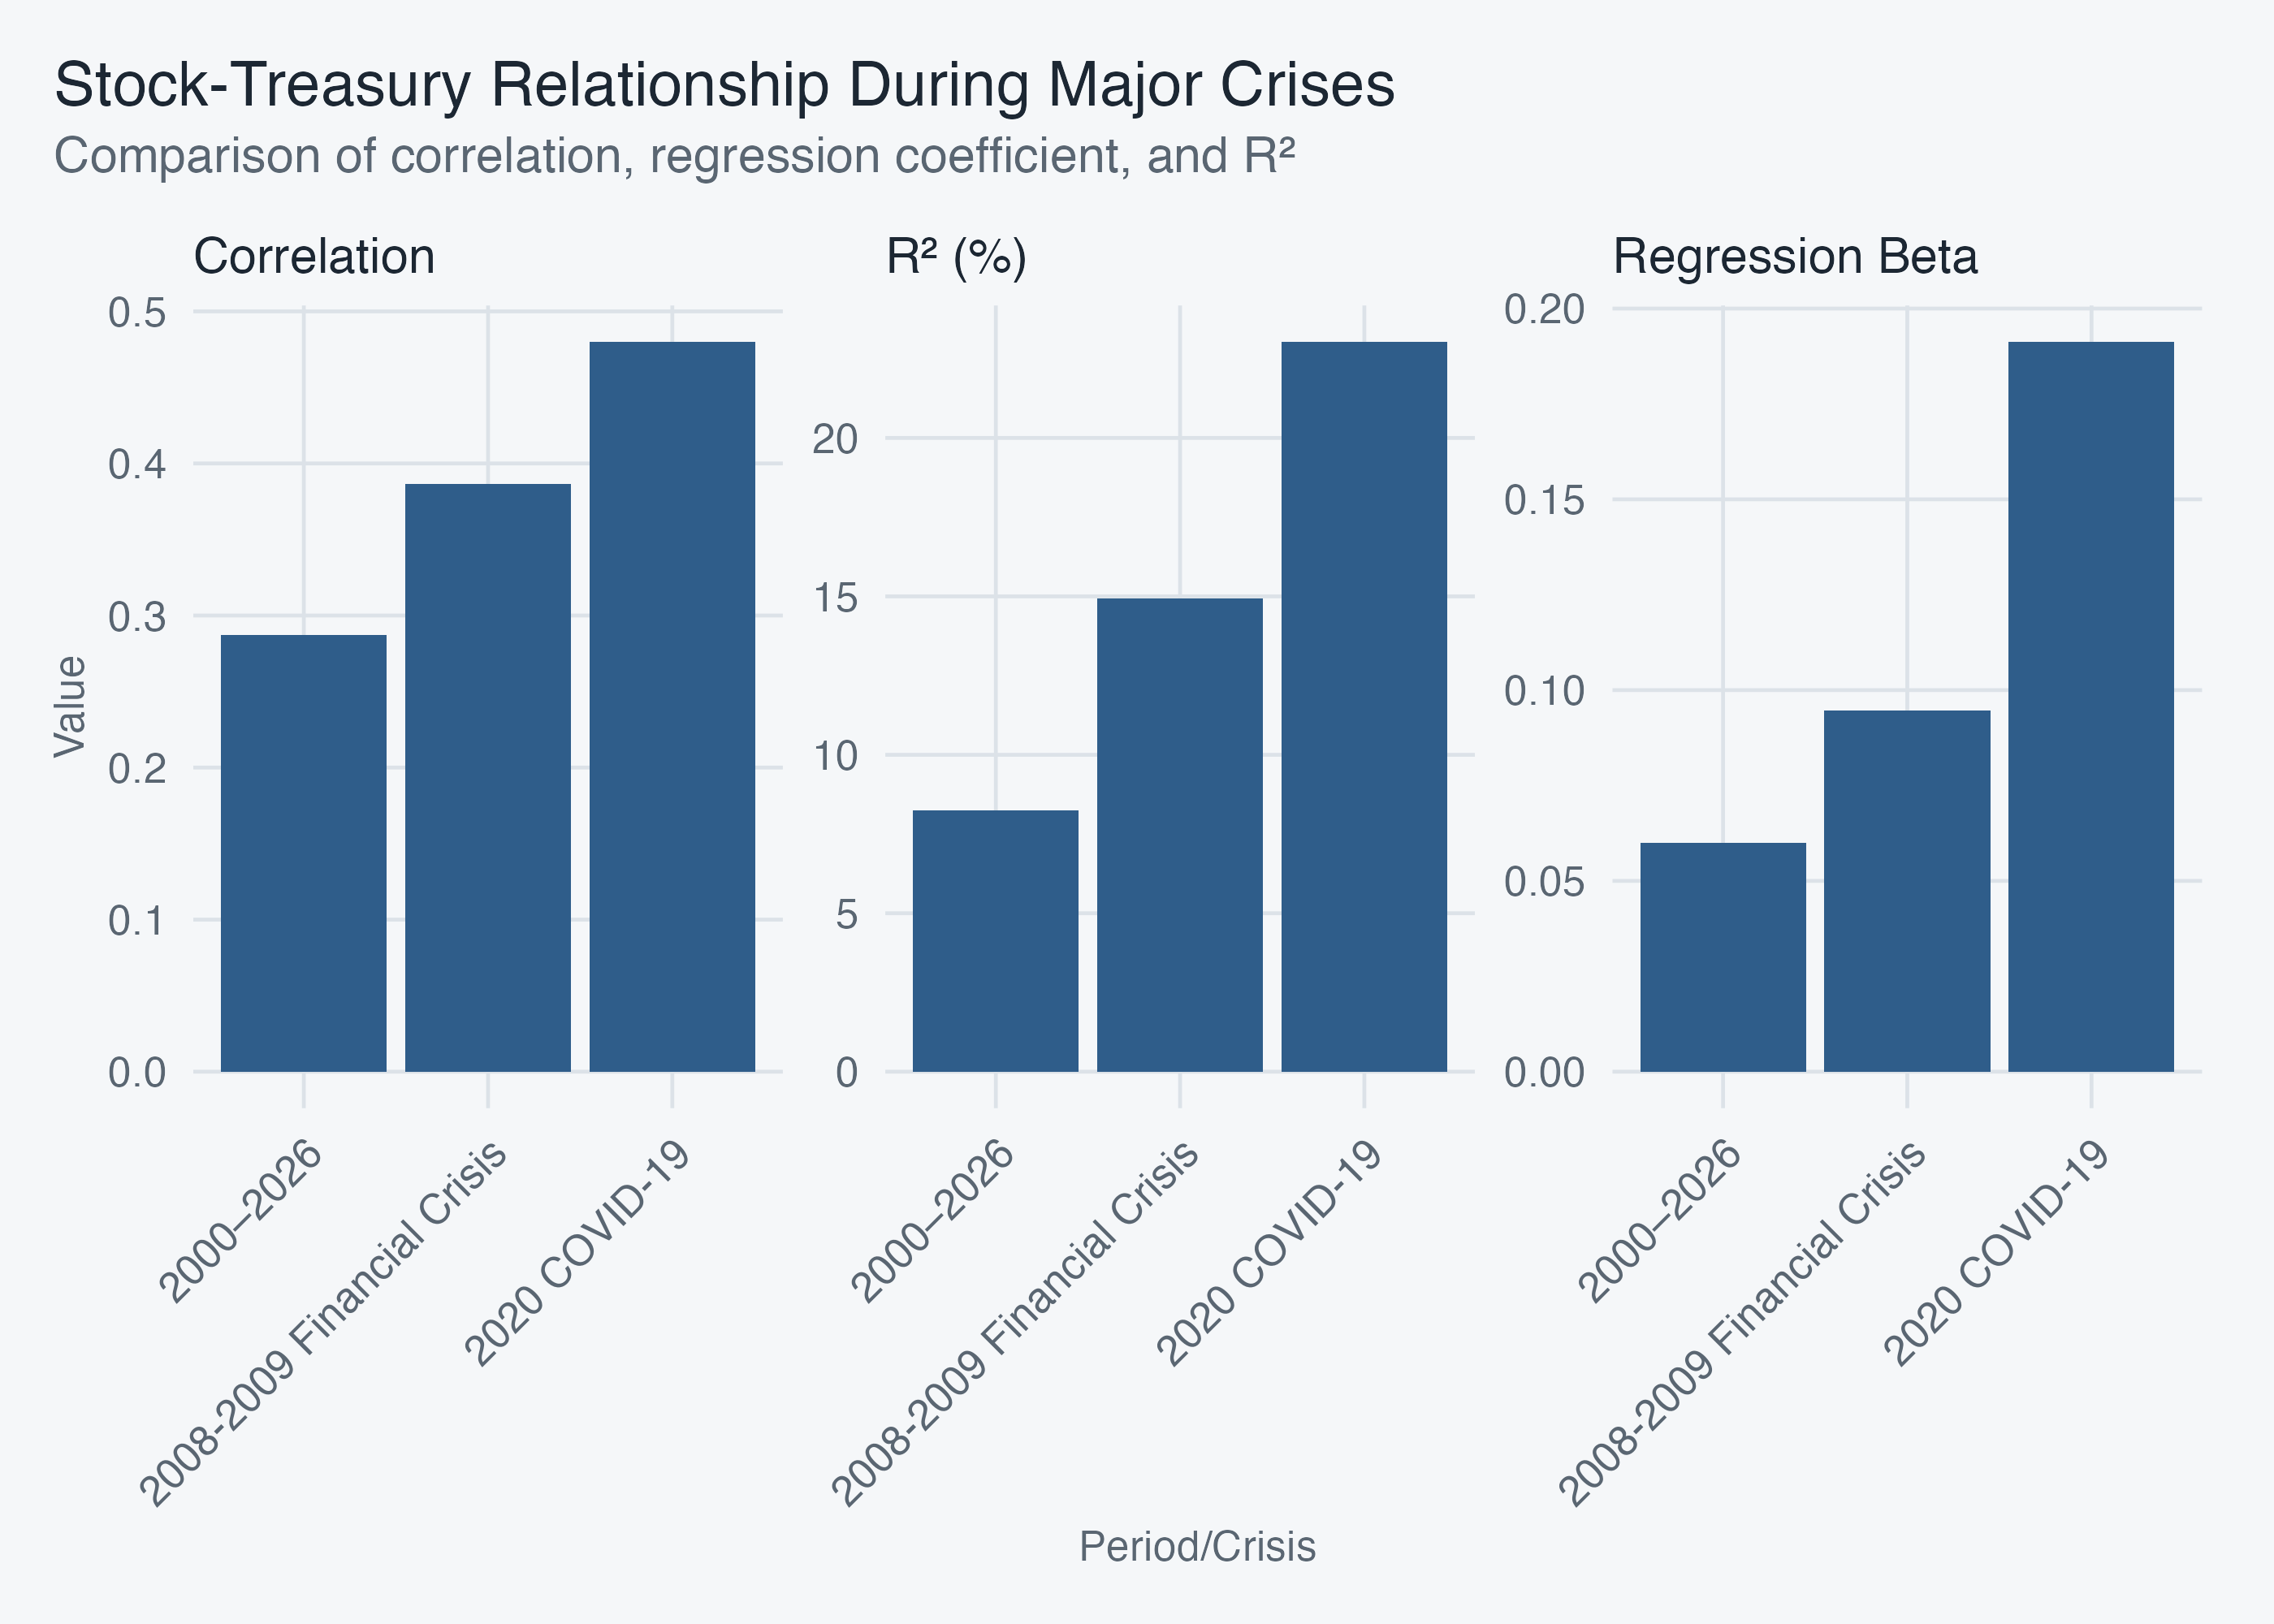 Stock-Treasury Relationship During Major Crises
Comparison of correlation, regression coefficient, and R²
Correlation
R² (%)
Regression Beta
Value
0.5
0.4
0.3
0.2
0.1
0.0
20
15
10
5
0
0.20
0.15
0.10
0.05
0.00
2000–2026
2008-2009 Financial Crisis
2020 COVID-19
2000–2026
2008-2009 Financial Crisis
2020 COVID-19
2000–2026
2008-2009 Financial Crisis
2020 COVID-19
Period/Crisis